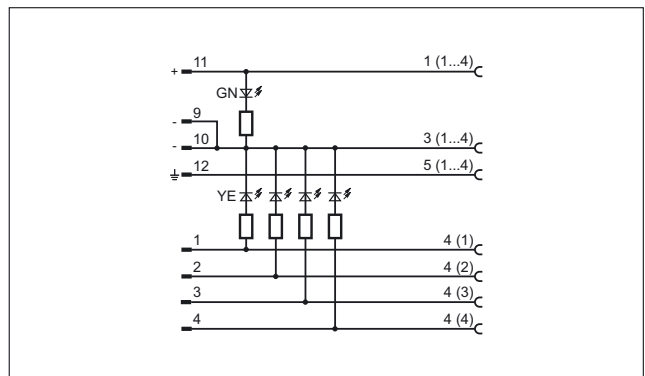 + 11 1 (1...4)
GN
- 9
- 10 3 (1...4)
12 5 (1...4)
YE
1 4 (1)
2 4 (2)
3 4 (3)
4 4 (4)